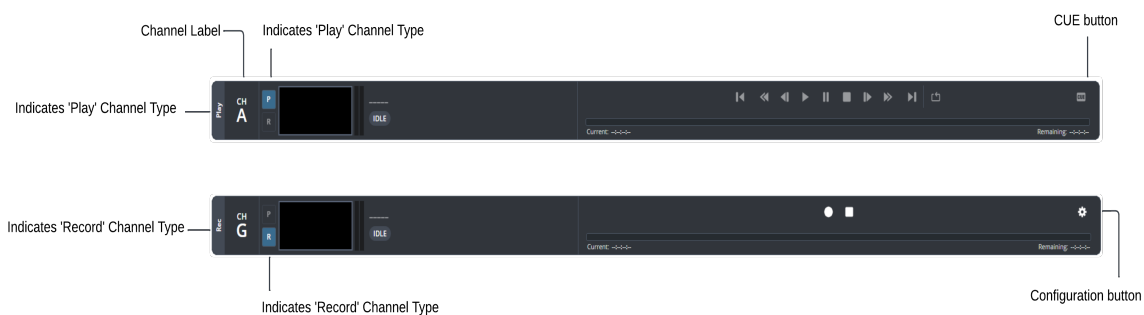 CUE button
Channel Label
Indicates 'Play' Channel Type
Indicates 'Play' Channel Type
Play
CH
A
P
R
-----
IDLE
Current: --:--:--:--
Remaining: --:--:--:--
Indicates 'Record' Channel Type
Rec
CH
G
P
R
-----
IDLE
Current: --:--:--:--
Remaining: --:--:--:--
Configuration button
Indicates 'Record' Channel Type